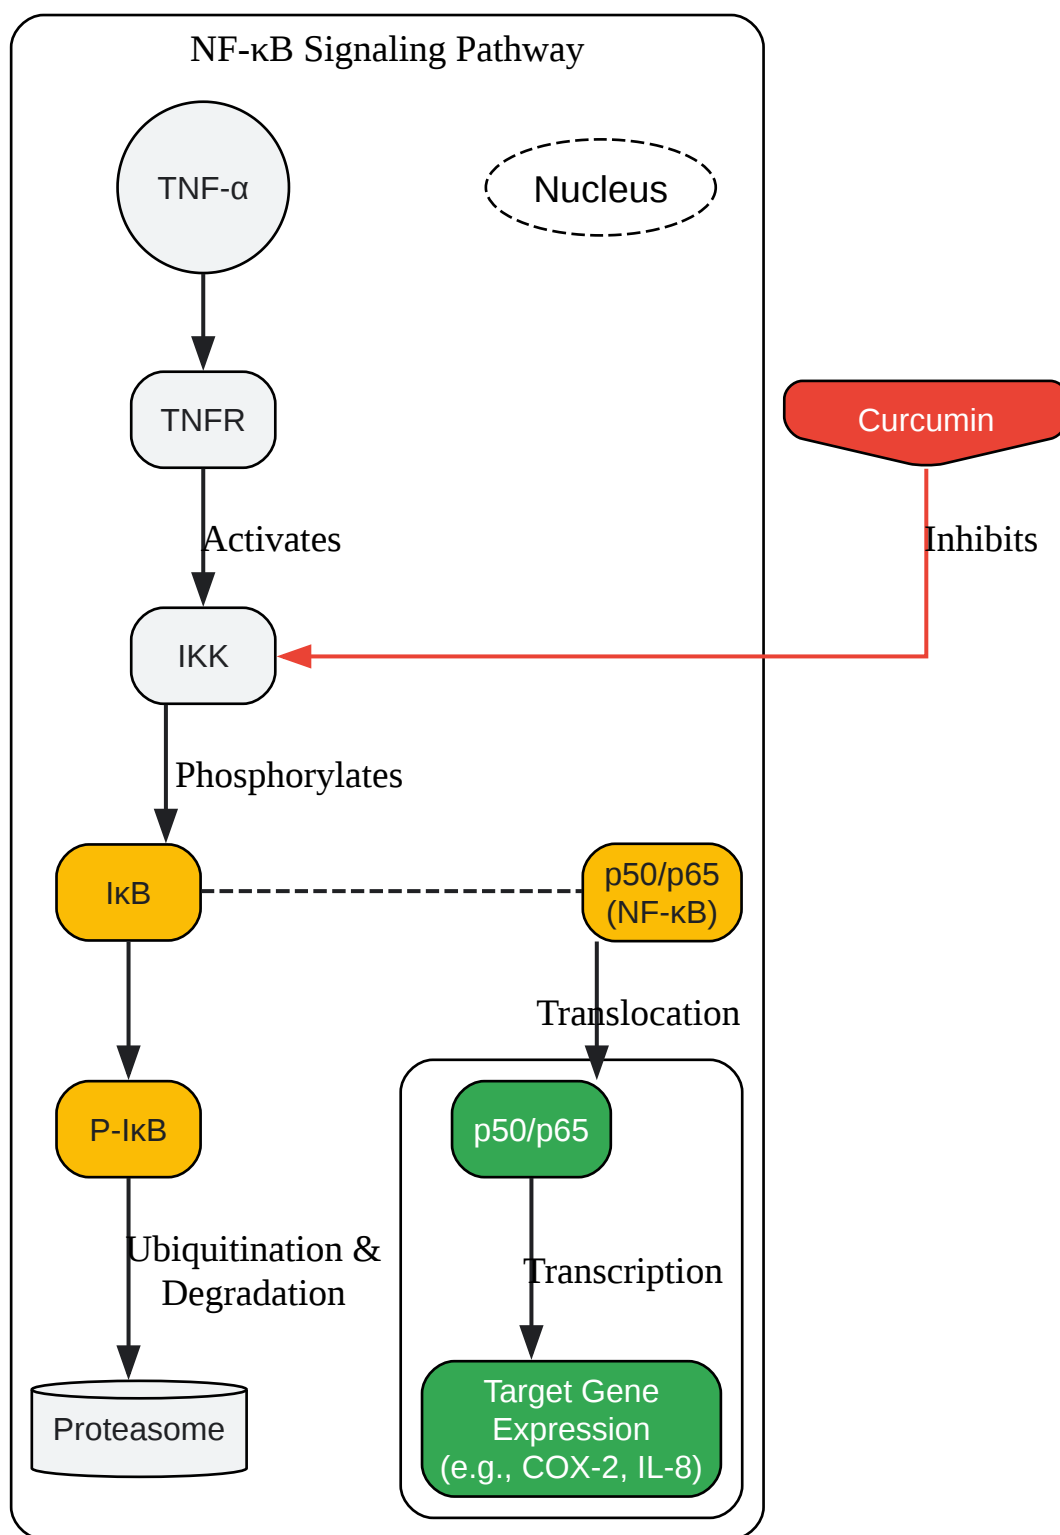 NF-κB Signaling Pathway
TNF-α
Nucleus
TNFR
Curcumin
Activates
Inhibits
IKK
Phosphorylates
IκB
p50/p65
(NF-κB)
Translocation
P-IκB
p50/p65
Ubiquitination &
Degradation
Transcription
Proteasome
Target Gene
Expression
(e.g., COX-2, IL-8)